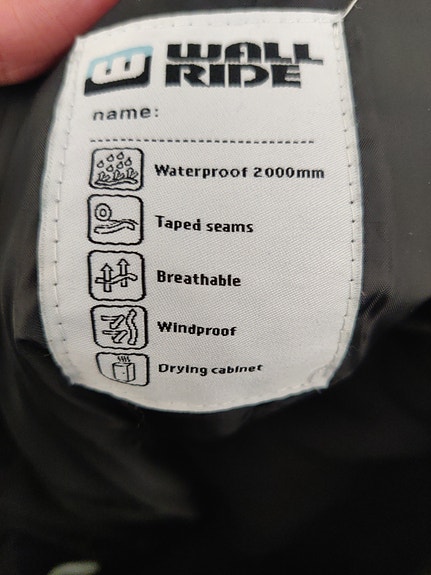 WALL
RIDE
name:
Waterproof 2000mm
Taped seams
Breathable
Windproof
Drying cabinet